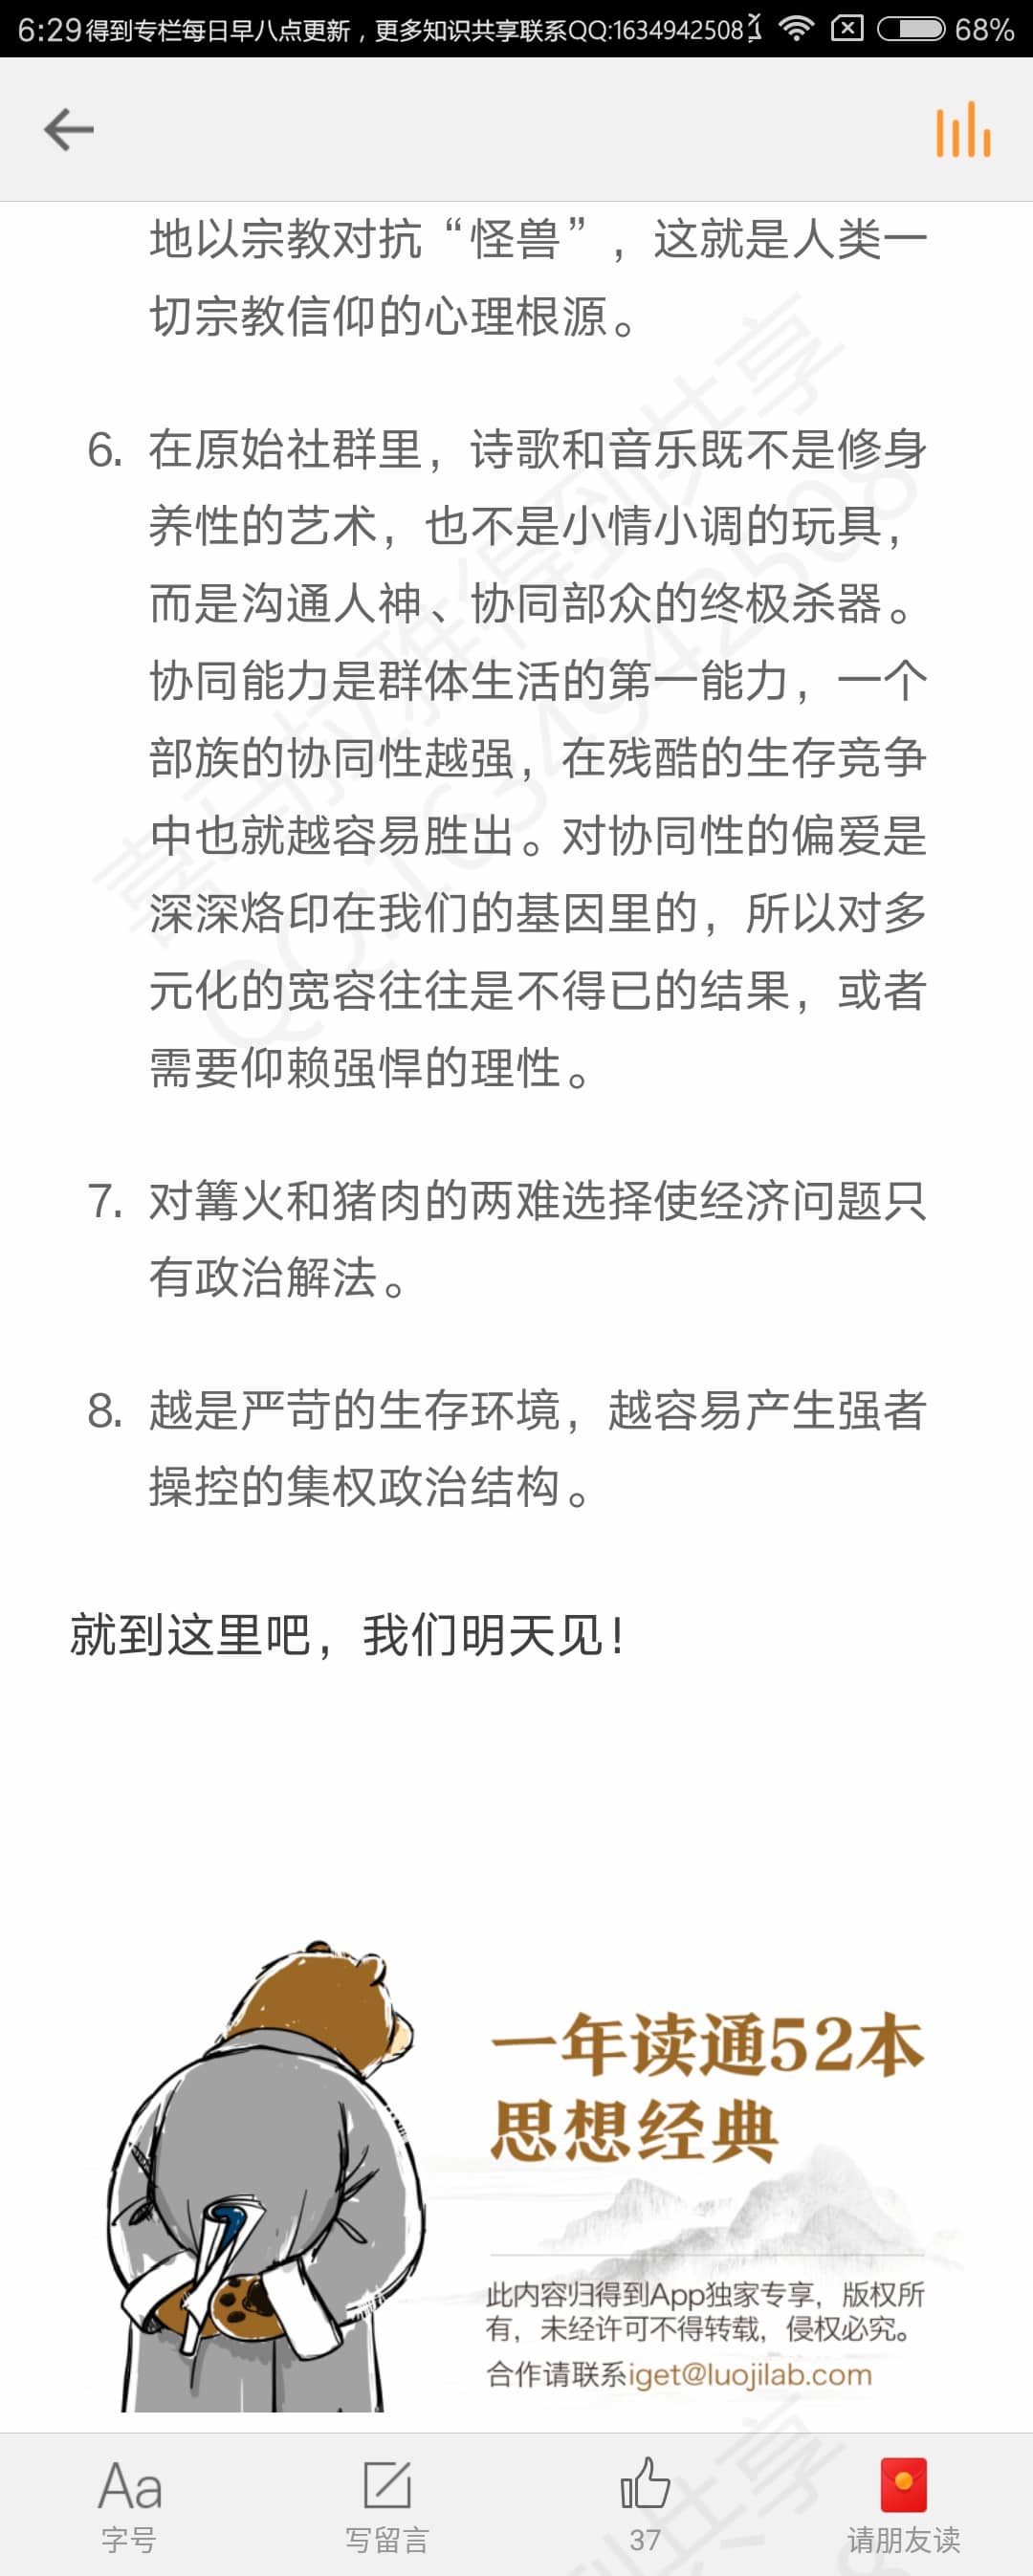 6:29得到专栏每日早八点更新，更多知识共享联系QQ:1634942508 68%
地以宗教对抗“怪兽”，这就是人类一
切宗教信仰的心理根源。
6. 在原始社群里，诗歌和音乐既不是修身
养性的艺术，也不是小情小调的玩具，
而是沟通人神、协同部众的终极杀器。
协同能力是群体生活的第一能力，一个
部族的协同性越强，在残酷的生存竞争
中也就越容易胜出。对协同性的偏爱是
深深烙印在我们的基因里的，所以对多
元化的宽容往往是不得已的结果，或者
需要仰赖强悍的理性。
7. 对篝火和猪肉的两难选择使经济问题只
有政治解法。
8. 越是严苛的生存环境，越容易产生强者
操控的集权政治结构。
就到这里吧，我们明天见！
喜马拉雅得到共享
QQ1634942508
一年读通52本
思想经典
此内容归得到App独家专享，版权所
有，未经许可不得转载，侵权必究。
合作请联系iget@luojilab.com
Aa
字号
写留言
37
请朋友读